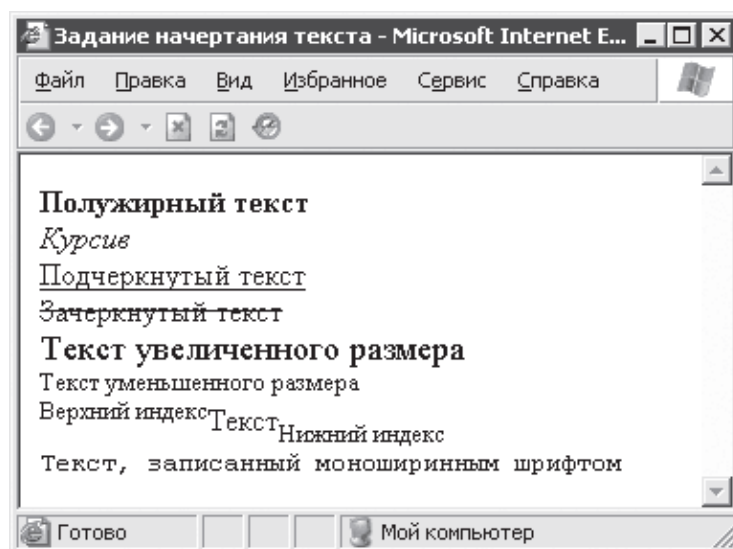 Задание начертания текста - Microsoft Internet E...
Файл Правка Вид Избранное Сервис Справка
Полужирный текст
Курсив
Подчеркнутый текст
Зачеркнутый текст
Текст увеличенного размера
Текст уменьшенного размера
Верхний индексТекстНижний индекс
Текст, записанный моноширинным шрифтом
Готово Мой компьютер